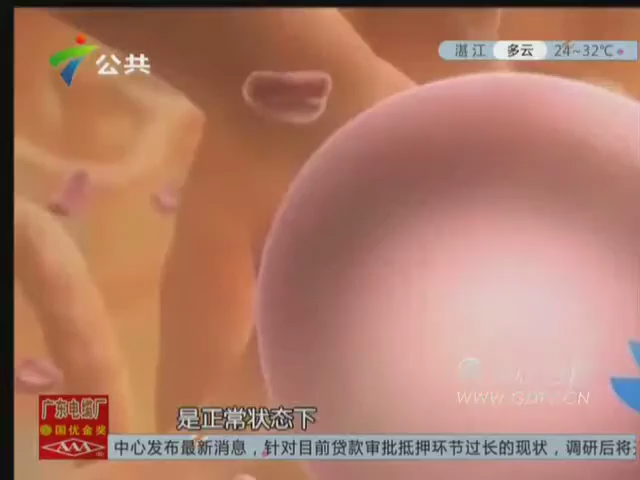 公共
湛江 多云 24~32℃
WWW.GDTV.CN
广东电缆厂
国优金奖
是正常状态下
中心发布最新消息，针对目前贷款审批抵押环节过长的现状，调研后将